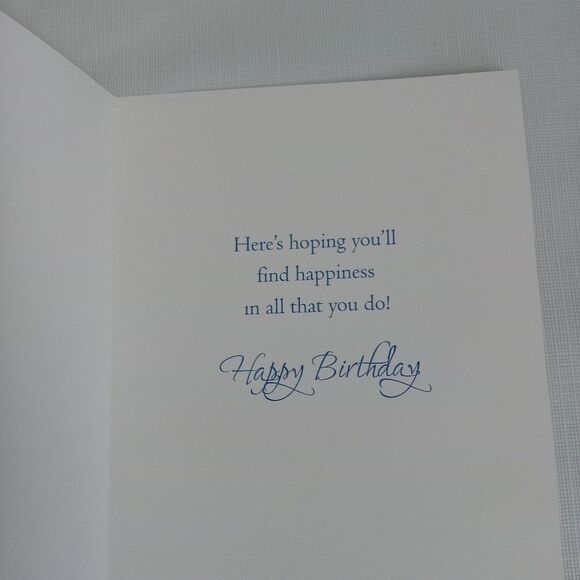 Here's hoping you'll
find happiness
in all that you do!
Happy Birthday